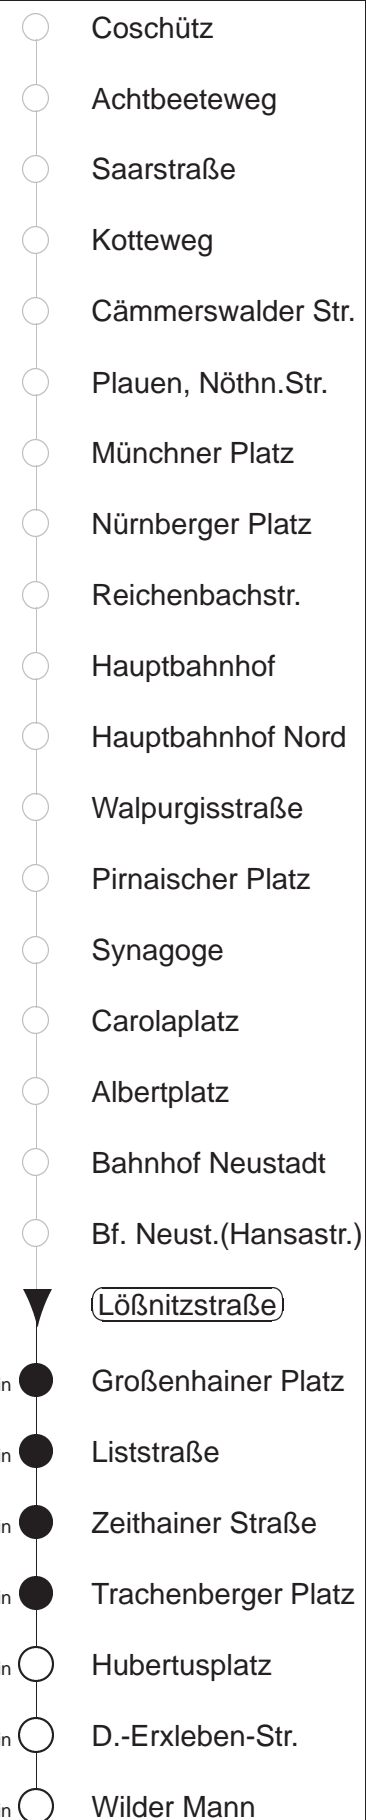 Coschütz
Achtbeeteweg
Saarstraße
Kotteweg
Cämmerswalder Str.
Plauen, Nöthn.Str.
Münchner Platz
Nürnberger Platz
Reichenbachstr.
Hauptbahnhof
Hauptbahnhof Nord
Walpurgisstraße
Pirnaischer Platz
Synagoge
Carolaplatz
Albertplatz
Bahnhof Neustadt
Bf. Neust.(Hansastr.)
Lößnitzstraße
Großenhainer Platz
Liststraße
Zeithainer Straße
Trachenberger Platz
Hubertusplatz
D.-Erxleben-Str.
Wilder Mann